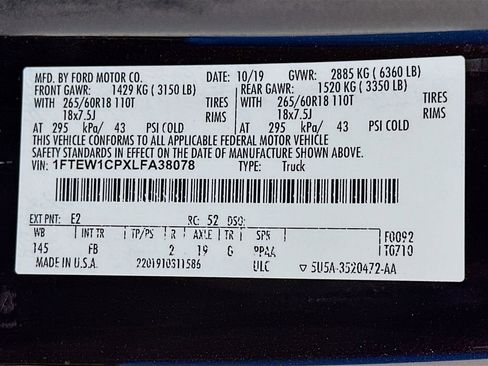 MFD. BY FORD MOTOR CO. DATE: 10/19 GVWR: 2885 KG ( 6360 LB)
FRONT GAWR: 1429 KG ( 3150 LB) REAR GAWR: 1520 KG ( 3350 LB)
WITH 265/60R18 110T TIRES WITH 265/60R18 110T TIRES
18x7.5J RIMS 18x7.5J RIMS
AT 295 kPa/ 43 PSI COLD AT 295 kPa/ 43 PSI COLD
THIS VEHICLE CONFORMS TO ALL APPLICABLE FEDERAL MOTOR VEHICLE
SAFETY STANDARDS IN EFFECT ON THE DATE OF MANUFACTURE SHOWN ABOVE.
VIN: 1FTEW1CPXLFA38078 TYPE: Truck
EXT PNT: E2 RC: 52 DSO:
WB INT TR TP/PS R AXLE TR SPR F0092
145 FB 2 19 G PPAA T0710
MADE IN U.S.A. 2201910311586 ULC ▽ 5U5A-3520472-AA